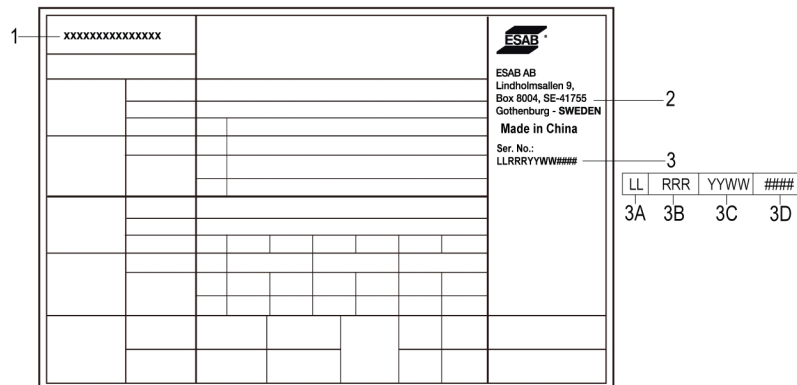 1
xxxxxxxxxxxxxxx
ESAB
ESAB AB
Lindholmsallen 9,
Box 8004, SE-41755
Gothenburg - SWEDEN
2
Made in China
Ser. No.:
LLRRRYYWW####
3
LL RRR YYWW ####
3A 3B 3C 3D